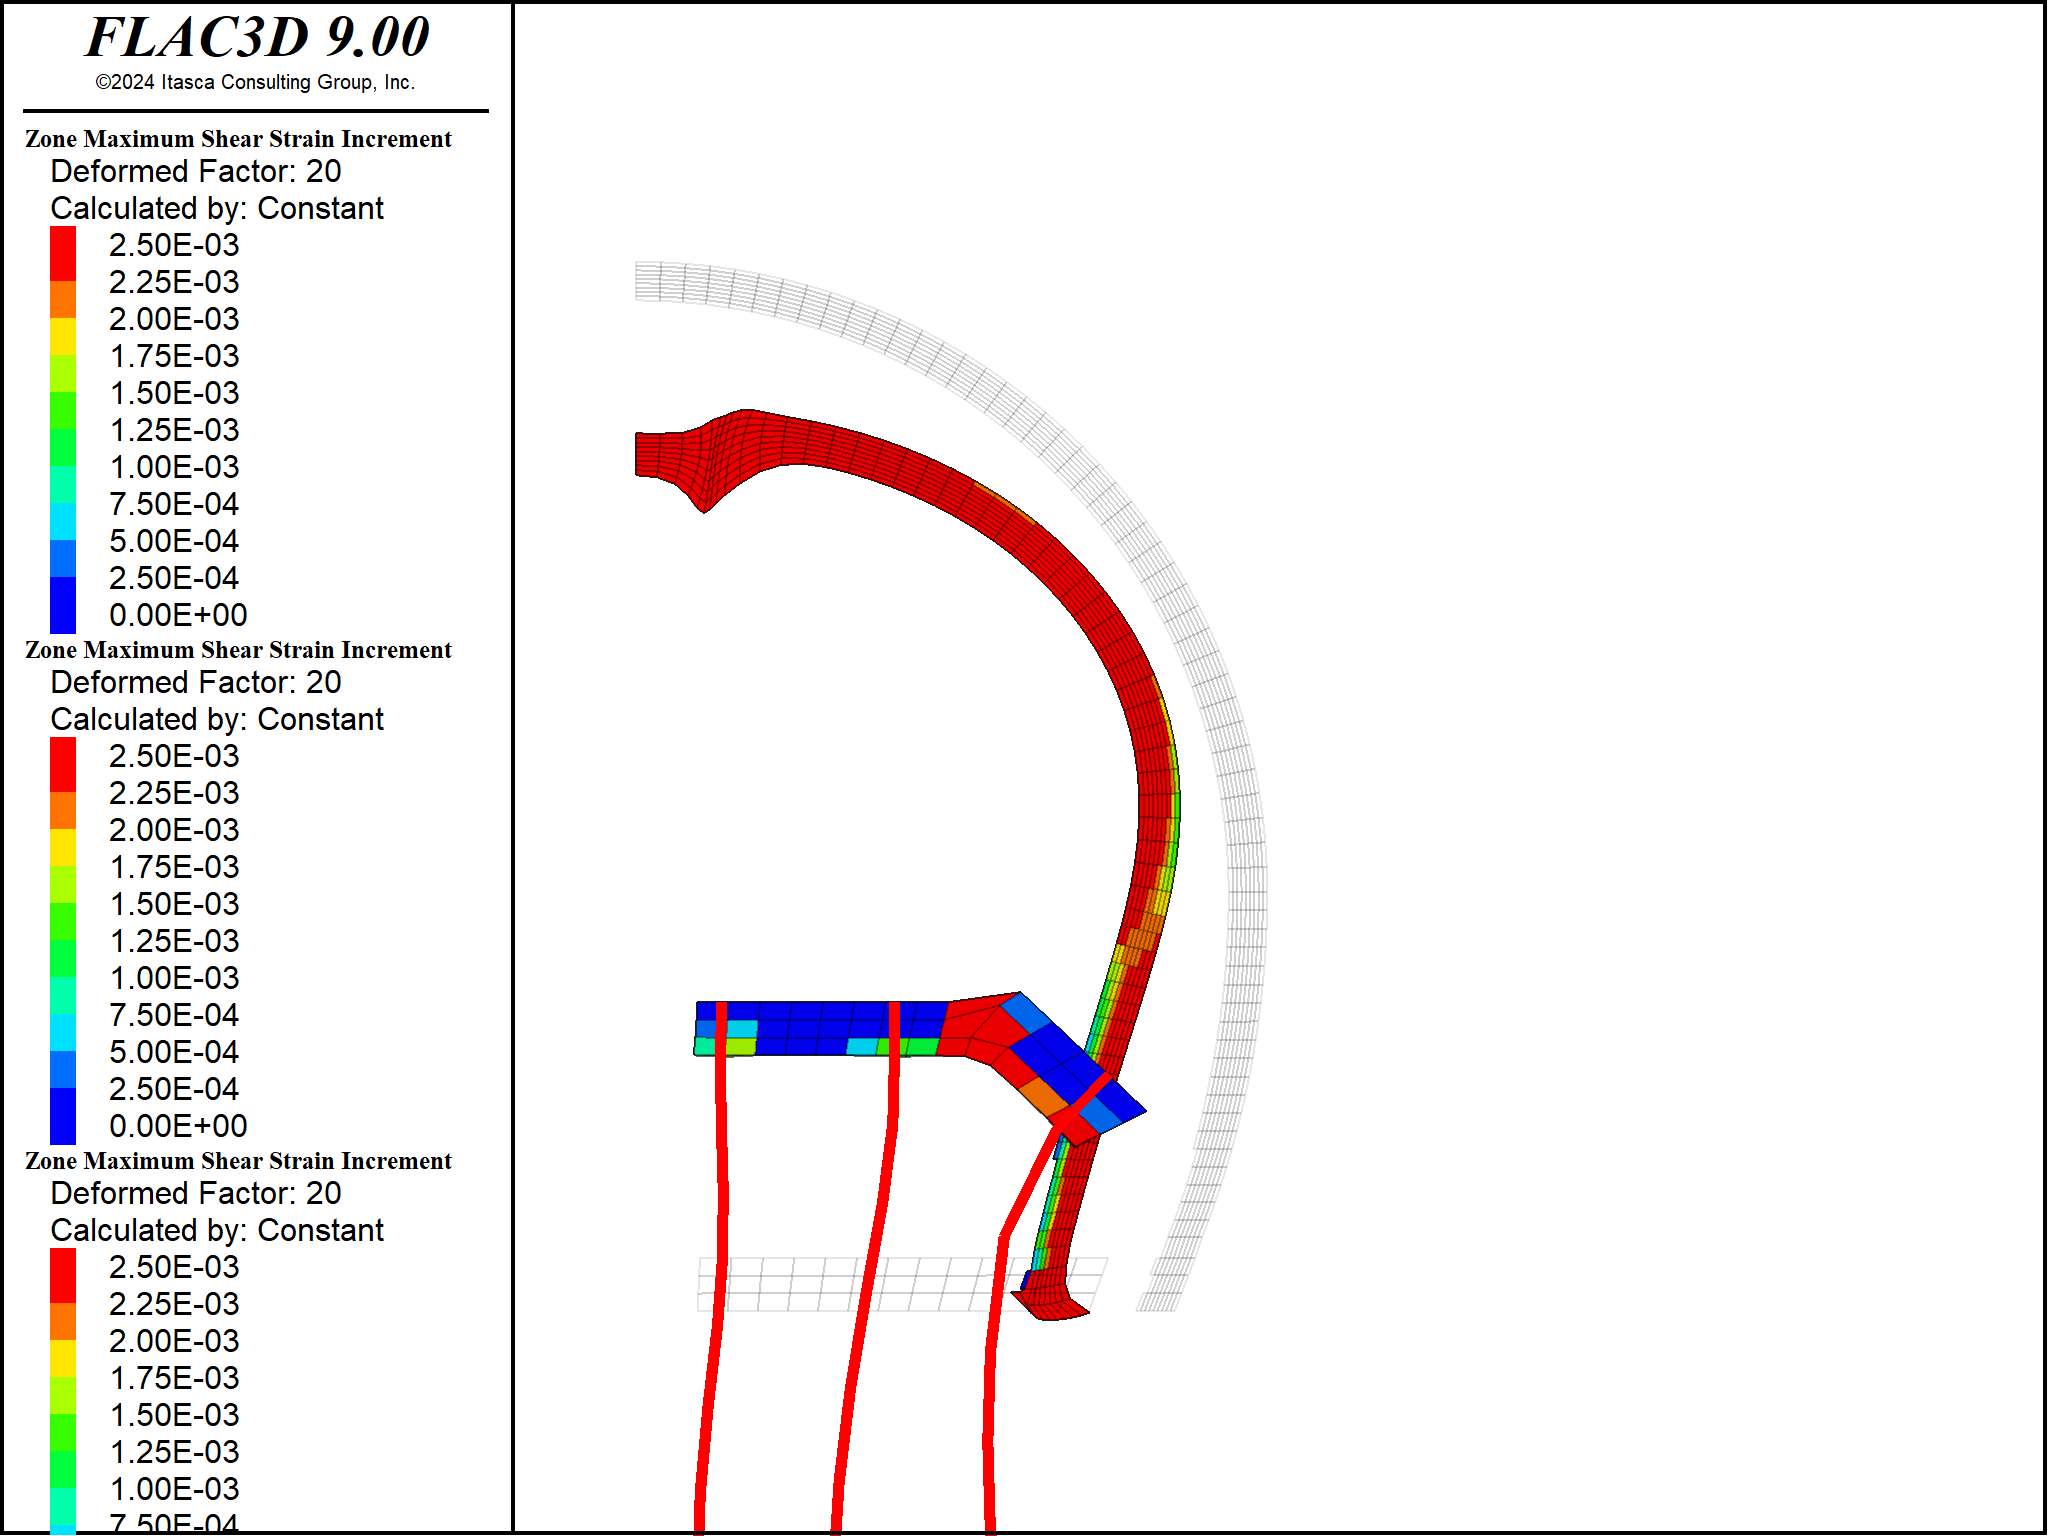 FLAC3D 9.00
©2024 Itasca Consulting Group, Inc.
Zone Maximum Shear Strain Increment
Deformed Factor: 20
Calculated by: Constant
2.50E-03
2.25E-03
2.00E-03
1.75E-03
1.50E-03
1.25E-03
1.00E-03
7.50E-04
5.00E-04
2.50E-04
0.00E+00
Zone Maximum Shear Strain Increment
Deformed Factor: 20
Calculated by: Constant
2.50E-03
2.25E-03
2.00E-03
1.75E-03
1.50E-03
1.25E-03
1.00E-03
7.50E-04
5.00E-04
2.50E-04
0.00E+00
Zone Maximum Shear Strain Increment
Deformed Factor: 20
Calculated by: Constant
2.50E-03
2.25E-03
2.00E-03
1.75E-03
1.50E-03
1.25E-03
1.00E-03
7.50E-04